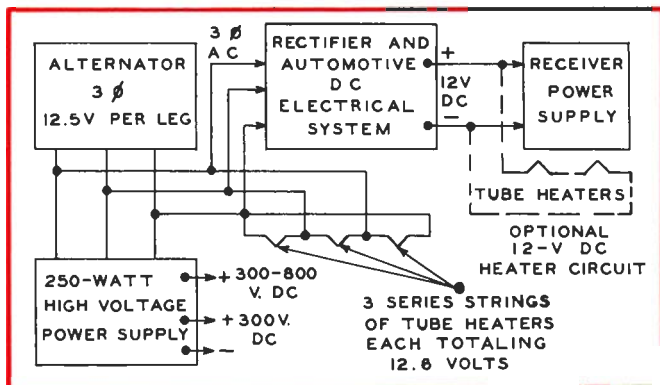 ALTERNATOR
3 Ø
12.5V PER LEG
3 Ø
A C
RECTIFIER AND
AUTOMOTIVE
D C
ELECTRICAL
SYSTEM
+
12V
DC
−
RECEIVER
POWER
SUPPLY
TUBE HEATERS
OPTIONAL
12-V DC
HEATER CIRCUIT
250-WATT
HIGH VOLTAGE
POWER SUPPLY
+ 300-800
V. DC
+ 300V.
DC
−
3 SERIES STRINGS
OF TUBE HEATERS
EACH TOTALING
12.6 VOLTS